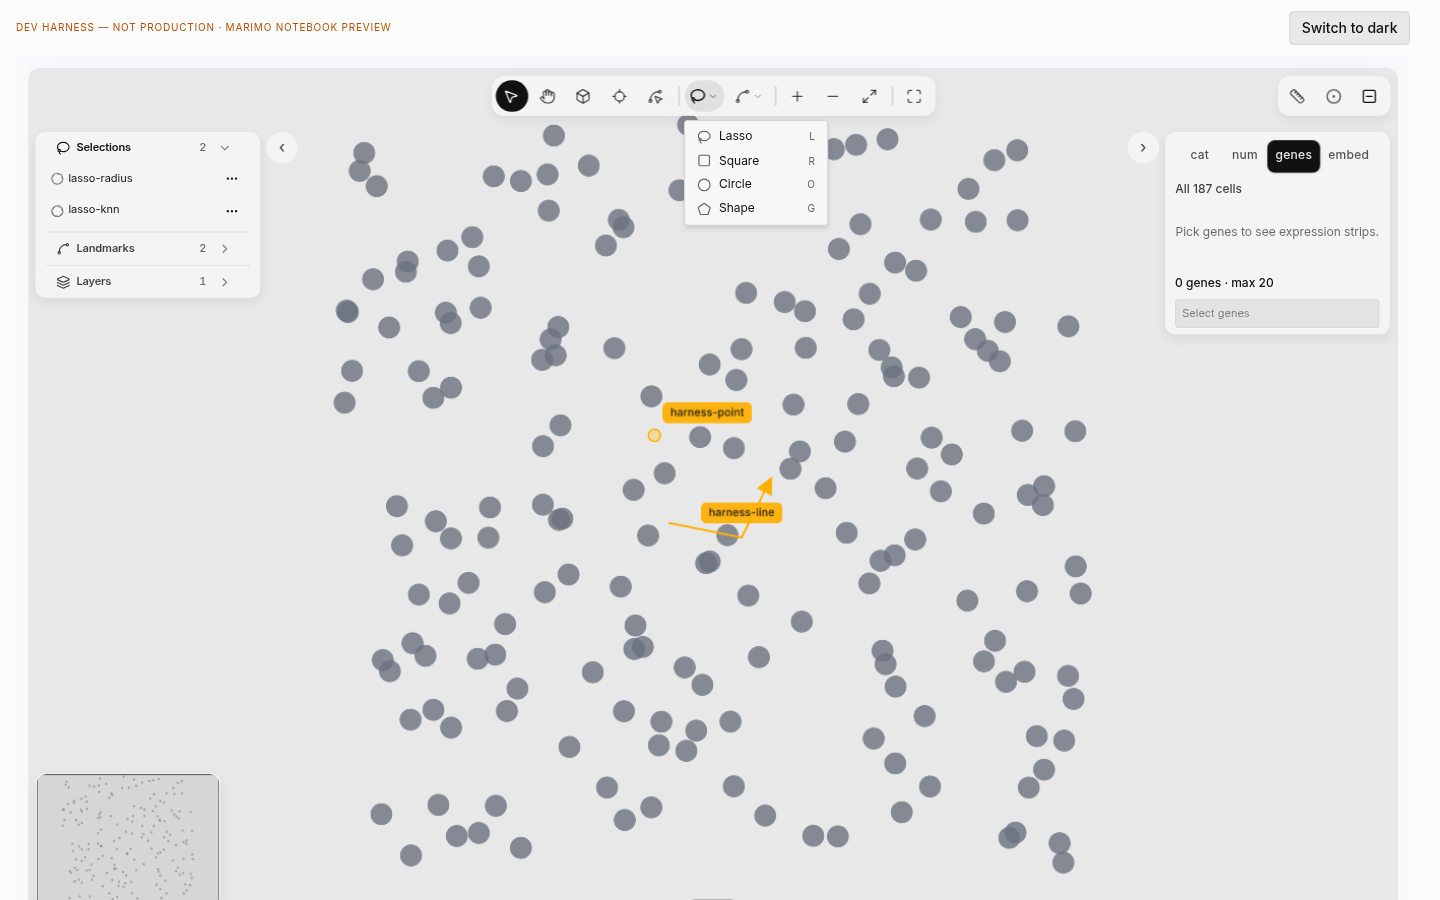 DEV HARNESS — NOT PRODUCTION · MARIMO NOTEBOOK PREVIEW
Switch to dark
Selections 2
lasso-radius
lasso-knn
Landmarks 2
Layers 1
Lasso L
Square R
Circle O
Shape G
cat num genes embed
All 187 cells
Pick genes to see expression strips.
0 genes · max 20
Select genes
harness-point
harness-line